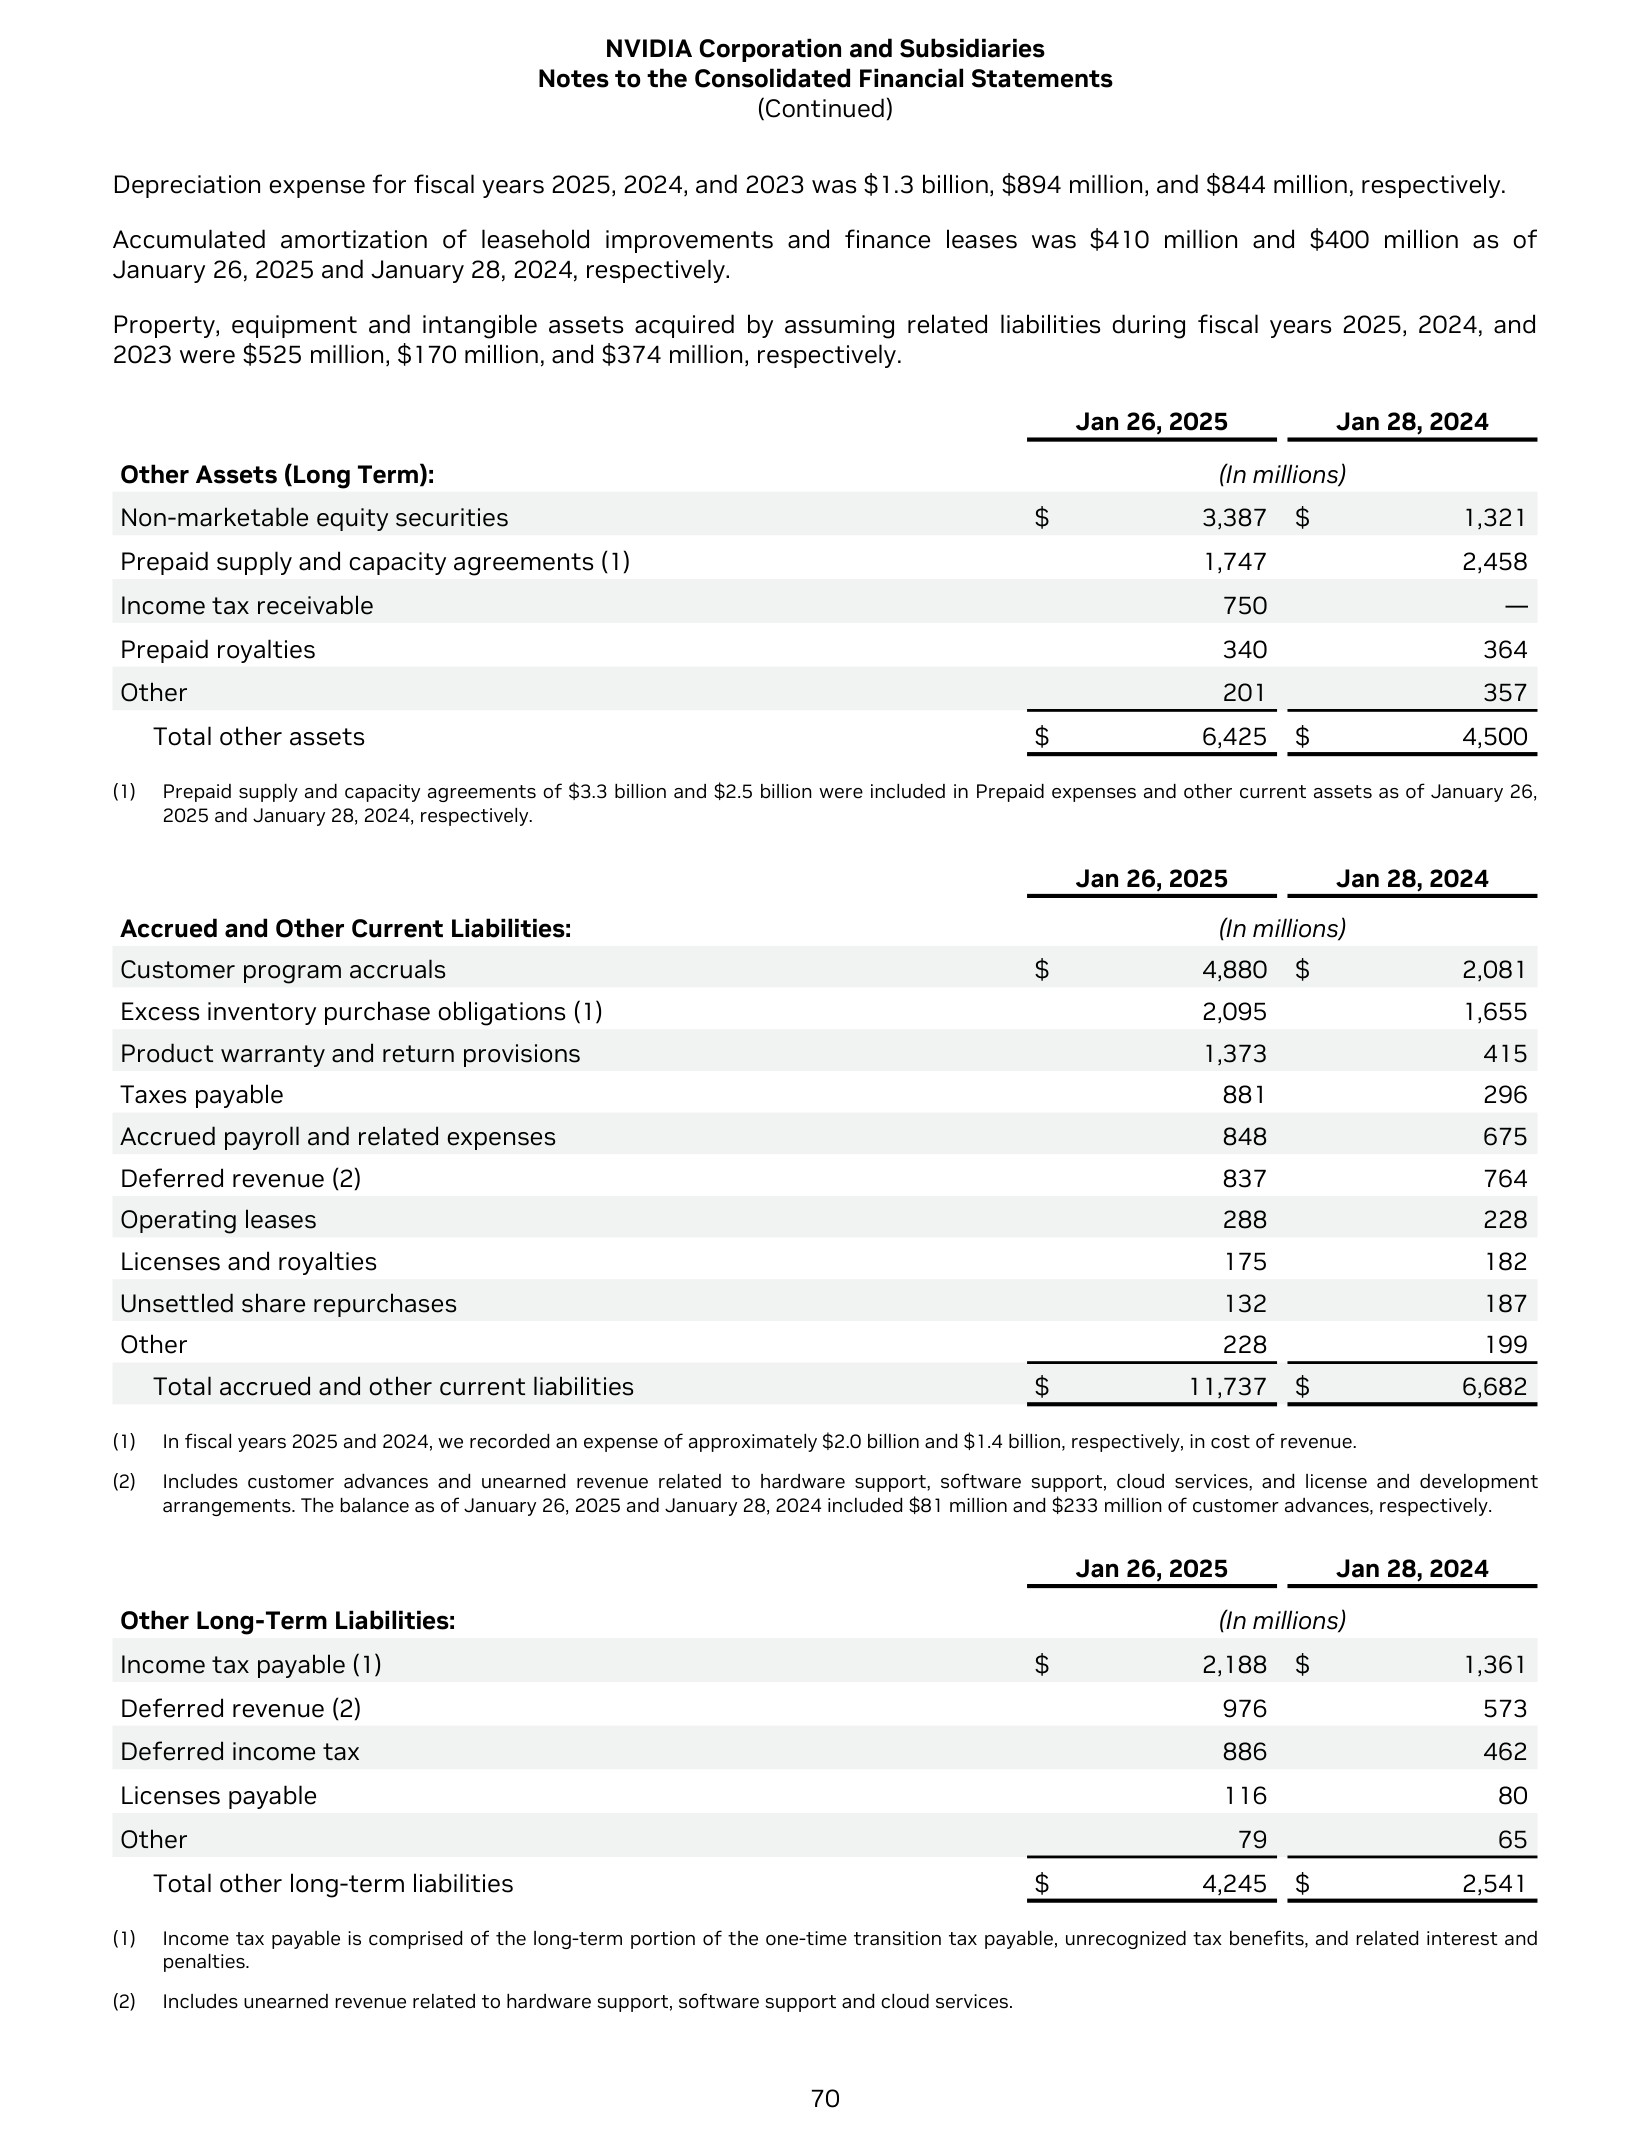 NVIDIA Corporation and Subsidiaries
Notes to the Consolidated Financial Statements
(Continued)
Depreciation expense for fiscal years 2025, 2024, and 2023 was $1.3 billion, $894 million, and $844 million, respectively.
Accumulated amortization of leasehold improvements and finance leases was $410 million and $400 million as of
January 26, 2025 and January 28, 2024, respectively.
Property, equipment and intangible assets acquired by assuming related liabilities during fiscal years 2025, 2024, and
2023 were $525 million, $170 million, and $374 million, respectively.
Jan 26, 2025 Jan 28, 2024
Other Assets (Long Term): (In millions)
Non-marketable equity securities $ 3,387 $ 1,321
Prepaid supply and capacity agreements (1) 1,747 2,458
Income tax receivable 750 —
Prepaid royalties 340 364
Other 201 357
Total other assets $ 6,425 $ 4,500
(1) Prepaid supply and capacity agreements of $3.3 billion and $2.5 billion were included in Prepaid expenses and other current assets as of January 26,
2025 and January 28, 2024, respectively.
Jan 26, 2025 Jan 28, 2024
Accrued and Other Current Liabilities: (In millions)
Customer program accruals $ 4,880 $ 2,081
Excess inventory purchase obligations (1) 2,095 1,655
Product warranty and return provisions 1,373 415
Taxes payable 881 296
Accrued payroll and related expenses 848 675
Deferred revenue (2) 837 764
Operating leases 288 228
Licenses and royalties 175 182
Unsettled share repurchases 132 187
Other 228 199
Total accrued and other current liabilities $ 11,737 $ 6,682
(1) In fiscal years 2025 and 2024, we recorded an expense of approximately $2.0 billion and $1.4 billion, respectively, in cost of revenue.
(2) Includes customer advances and unearned revenue related to hardware support, software support, cloud services, and license and development
arrangements. The balance as of January 26, 2025 and January 28, 2024 included $81 million and $233 million of customer advances, respectively.
Jan 26, 2025 Jan 28, 2024
Other Long-Term Liabilities: (In millions)
Income tax payable (1) $ 2,188 $ 1,361
Deferred revenue (2) 976 573
Deferred income tax 886 462
Licenses payable 116 80
Other 79 65
Total other long-term liabilities $ 4,245 $ 2,541
(1) Income tax payable is comprised of the long-term portion of the one-time transition tax payable, unrecognized tax benefits, and related interest and
penalties.
(2) Includes unearned revenue related to hardware support, software support and cloud services.
70